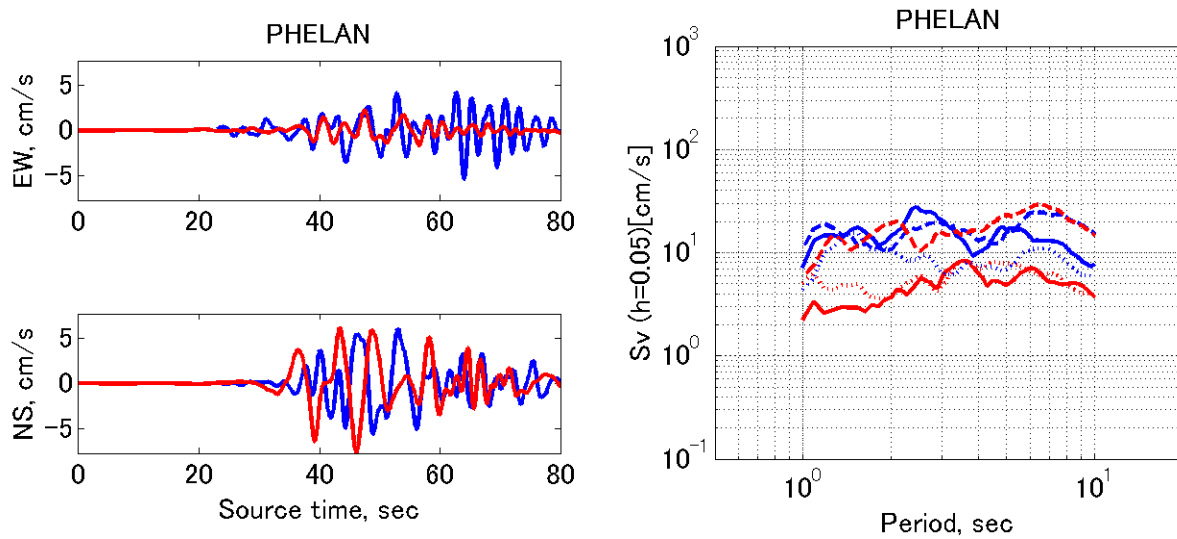 PHELAN
EW, cm/s
5
0
−5
0 20 40 60 80
NS, cm/s
5
0
−5
0 20 40 60 80
Source time, sec
PHELAN
Sv (h=0.05)[cm/s]
10³
10²
10¹
10⁰
10⁻¹
10⁰ 10¹
Period, sec